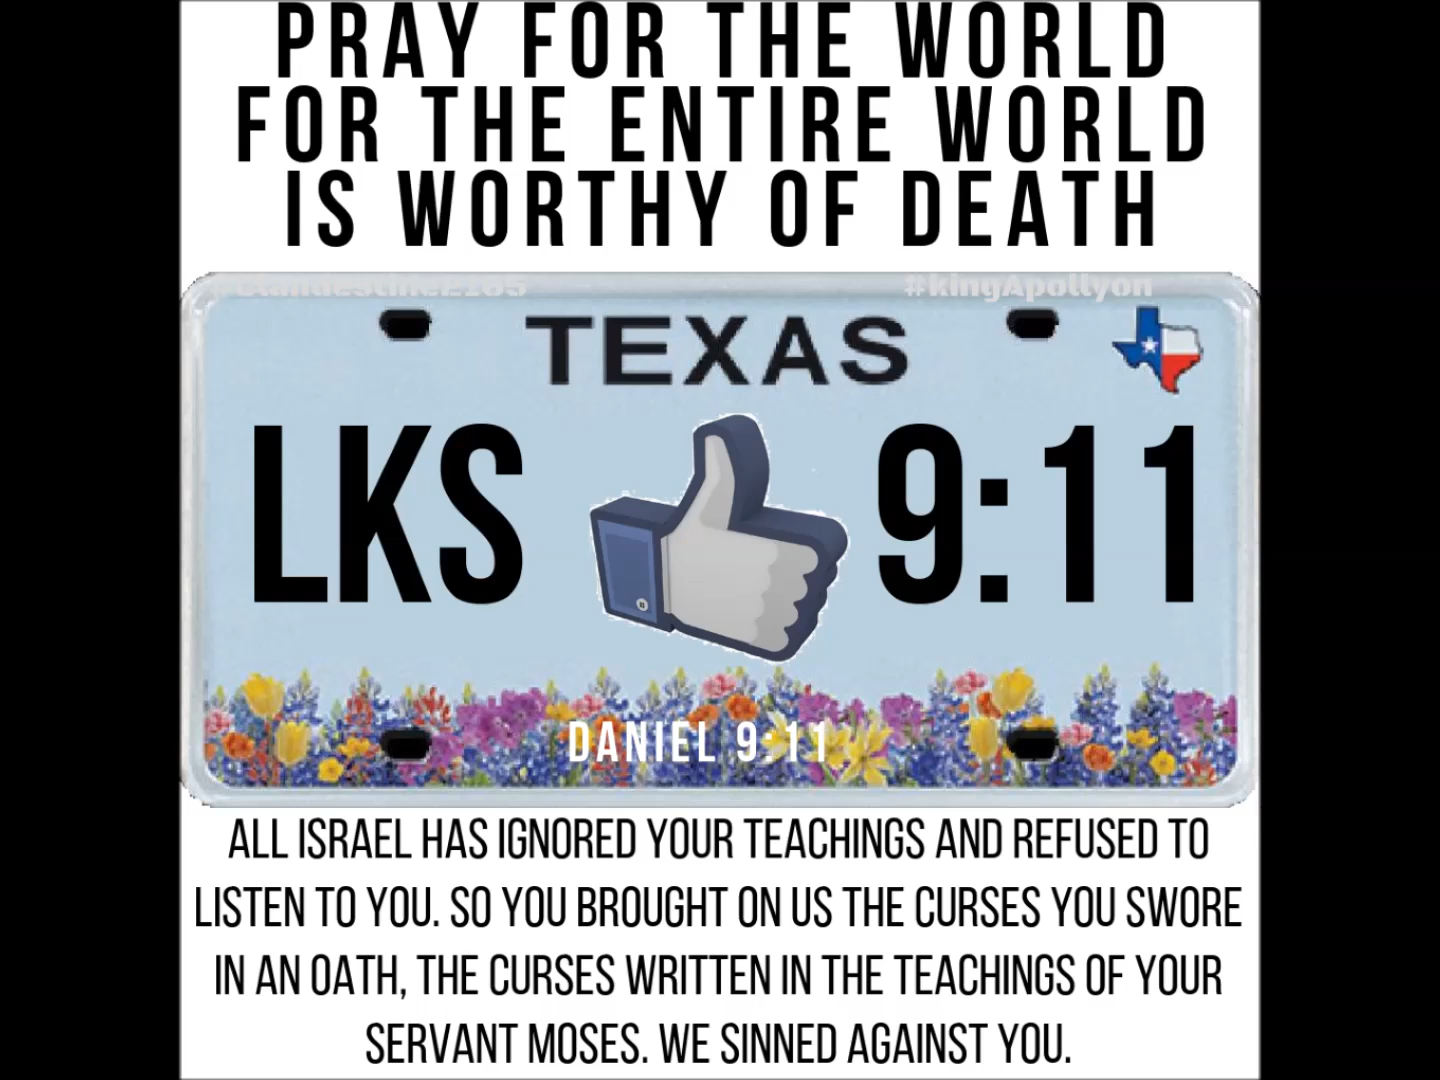 PRAY FOR THE WORLD
FOR THE ENTIRE WORLD
IS WORTHY OF DEATH
#kingApollyon
TEXAS
LKS 9:11
DANIEL 9:11
ALL ISRAEL HAS IGNORED YOUR TEACHINGS AND REFUSED TO
LISTEN TO YOU. SO YOU BROUGHT ON US THE CURSES YOU SWORE
IN AN OATH, THE CURSES WRITTEN IN THE TEACHINGS OF YOUR
SERVANT MOSES. WE SINNED AGAINST YOU.